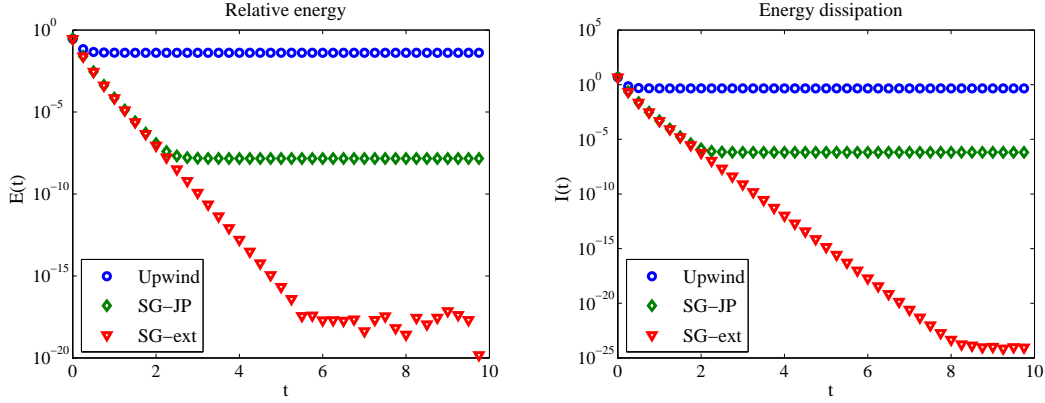 Relative energy
10^0
10^-5
10^-10
10^-15
10^-20
E(t)
0 2 4 6 8 10
t
Upwind
SG-JP
SG-ext
Energy dissipation
10^5
10^0
10^-5
10^-10
10^-15
10^-20
10^-25
I(t)
0 2 4 6 8 10
t
Upwind
SG-JP
SG-ext